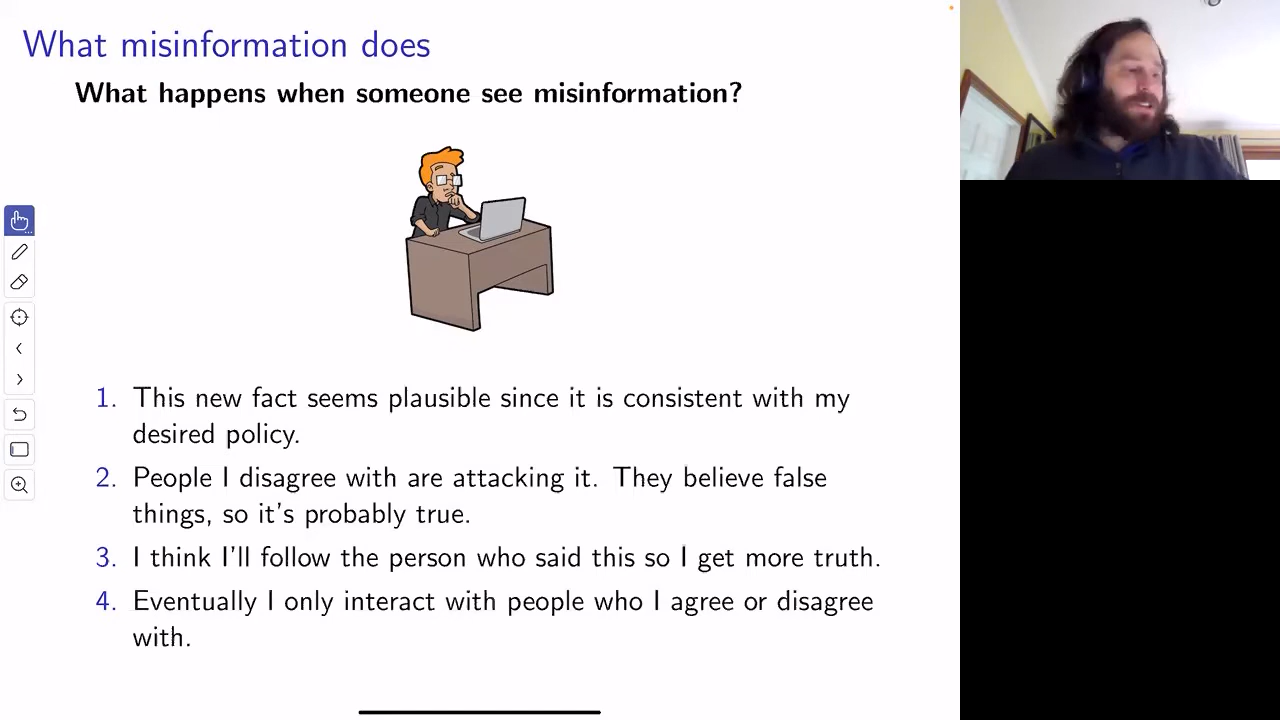 What misinformation does
What happens when someone see misinformation?
1. This new fact seems plausible since it is consistent with my
desired policy.
2. People I disagree with are attacking it. They believe false
things, so it's probably true.
3. I think I'll follow the person who said this so I get more truth.
4. Eventually I only interact with people who I agree or disagree
with.